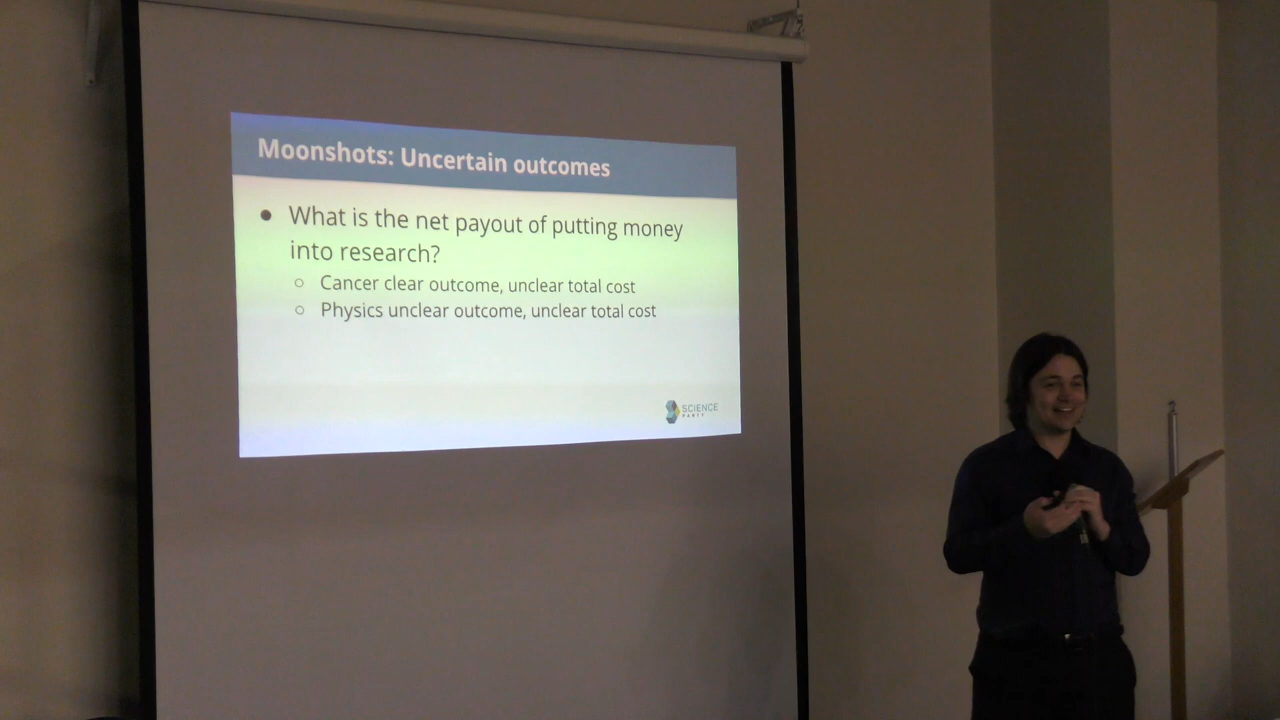 Moonshots: Uncertain outcomes
● What is the net payout of putting money
into research?
○ Cancer clear outcome, unclear total cost
○ Physics unclear outcome, unclear total cost
SCIENCE
PARTY